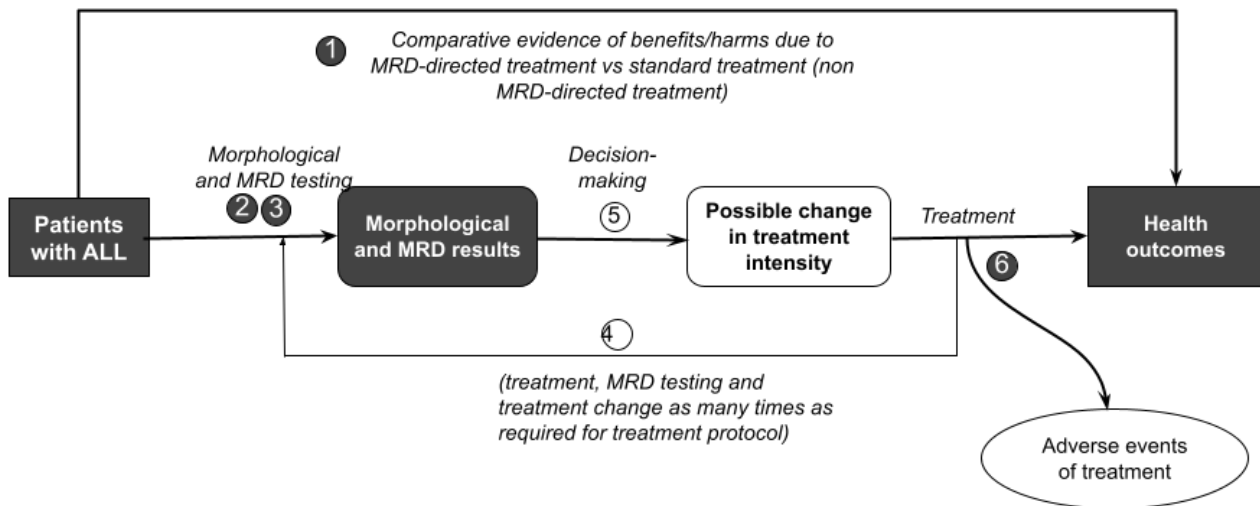 1
Comparative evidence of benefits/harms due to
MRD-directed treatment vs standard treatment (non
MRD-directed treatment)
Morphological
and MRD testing
2 3
Decision-
making
5
Patients
with ALL
Morphological
and MRD results
Possible change
in treatment
intensity
Treatment
6
Health
outcomes
4
(treatment, MRD testing and
treatment change as many times as
required for treatment protocol)
Adverse events
of treatment